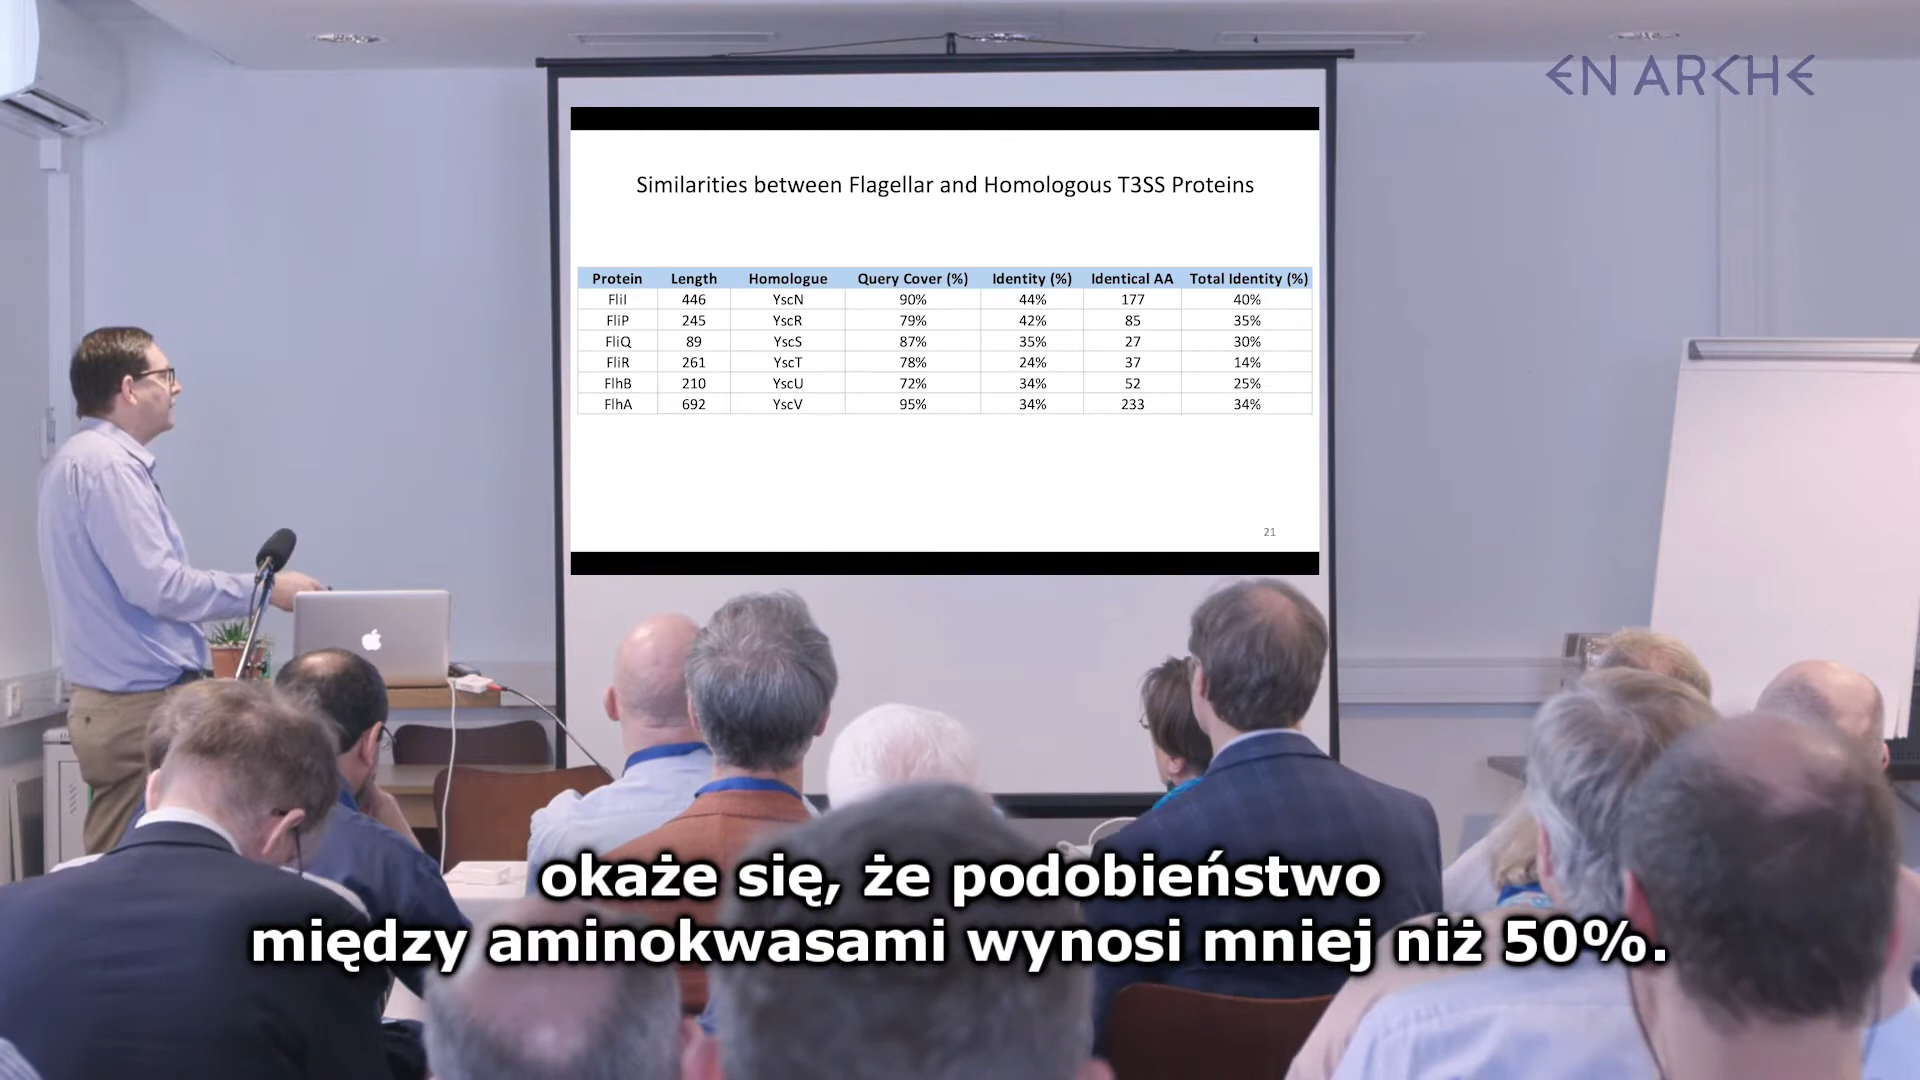 ЄN ARCHЄ
Similarities between Flagellar and Homologous T3SS Proteins
Protein Length Homologue Query Cover (%) Identity (%) Identical AA Total Identity (%)
FliI 446 YscN 90% 44% 177 40%
FliP 245 YscR 79% 42% 85 35%
FliQ 89 YscS 87% 35% 27 30%
FliR 261 YscT 78% 24% 37 14%
FlhB 210 YscU 72% 34% 52 25%
FlhA 692 YscV 95% 34% 233 34%
21
okaże się, że podobieństwo
między aminokwasami wynosi mniej niż 50%.